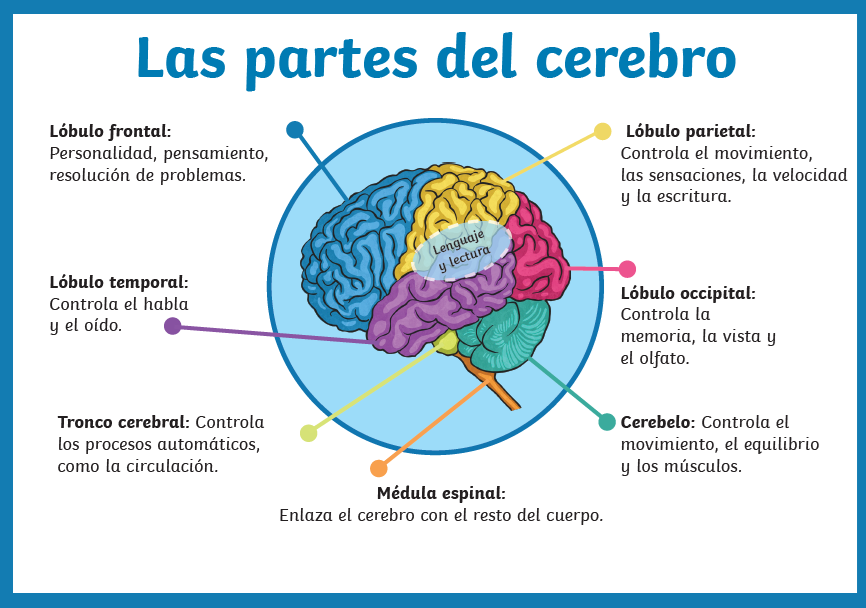 Las partes del cerebro
Lóbulo frontal:
Personalidad, pensamiento,
resolución de problemas.
Lóbulo parietal:
Controla el movimiento,
las sensaciones, la velocidad
y la escritura.
Lenguaje
y lectura
Lóbulo temporal:
Controla el habla
y el oído.
Lóbulo occipital:
Controla la
memoria, la vista y
el olfato.
Tronco cerebral: Controla
los procesos automáticos,
como la circulación.
Cerebelo: Controla el
movimiento, el equilibrio
y los músculos.
Médula espinal:
Enlaza el cerebro con el resto del cuerpo.